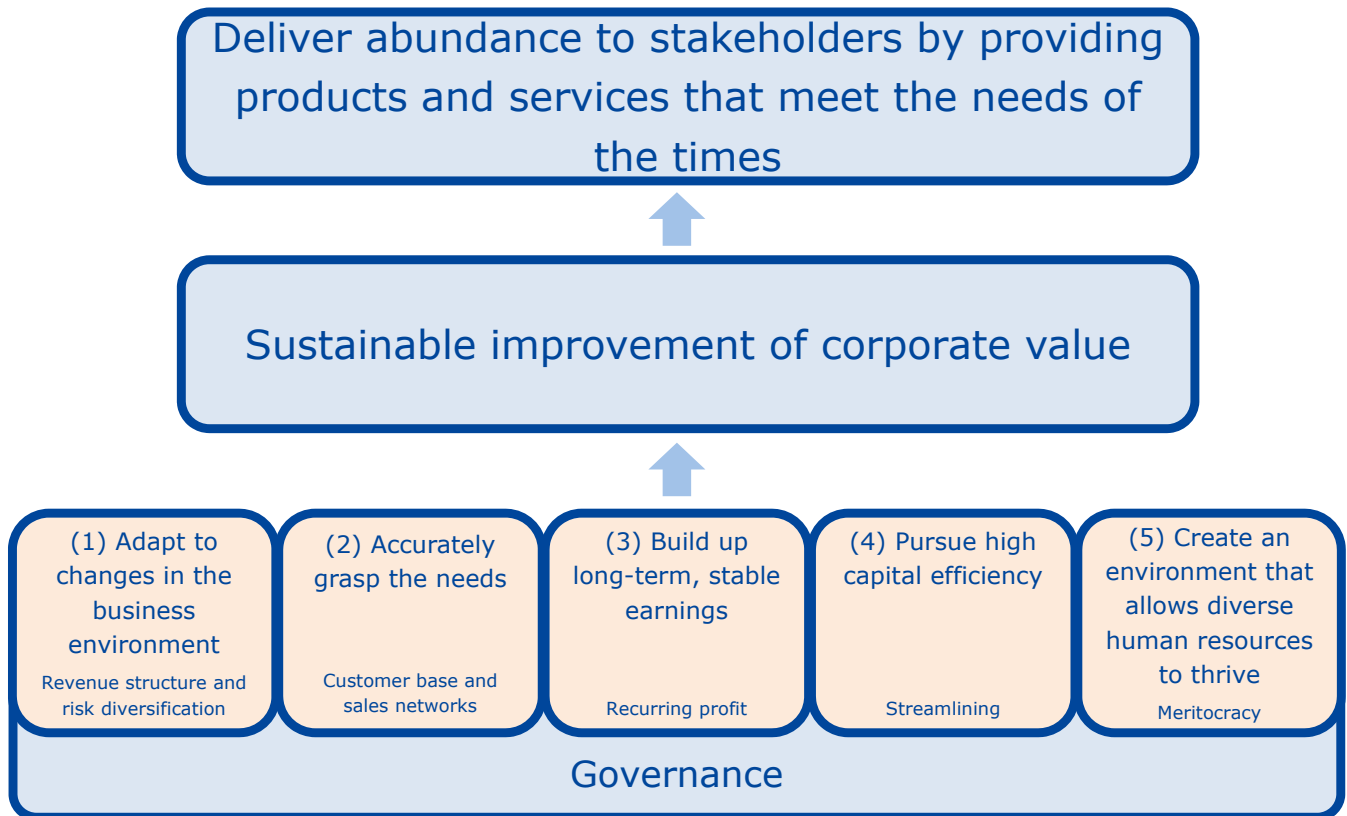 Deliver abundance to stakeholders by providing
products and services that meet the needs of
the times
Sustainable improvement of corporate value
(1) Adapt to
changes in the
business
environment
Revenue structure and
risk diversification
(2) Accurately
grasp the needs
Customer base and
sales networks
(3) Build up
long-term, stable
earnings
Recurring profit
(4) Pursue high
capital efficiency
Streamlining
(5) Create an
environment that
allows diverse
human resources
to thrive
Meritocracy
Governance